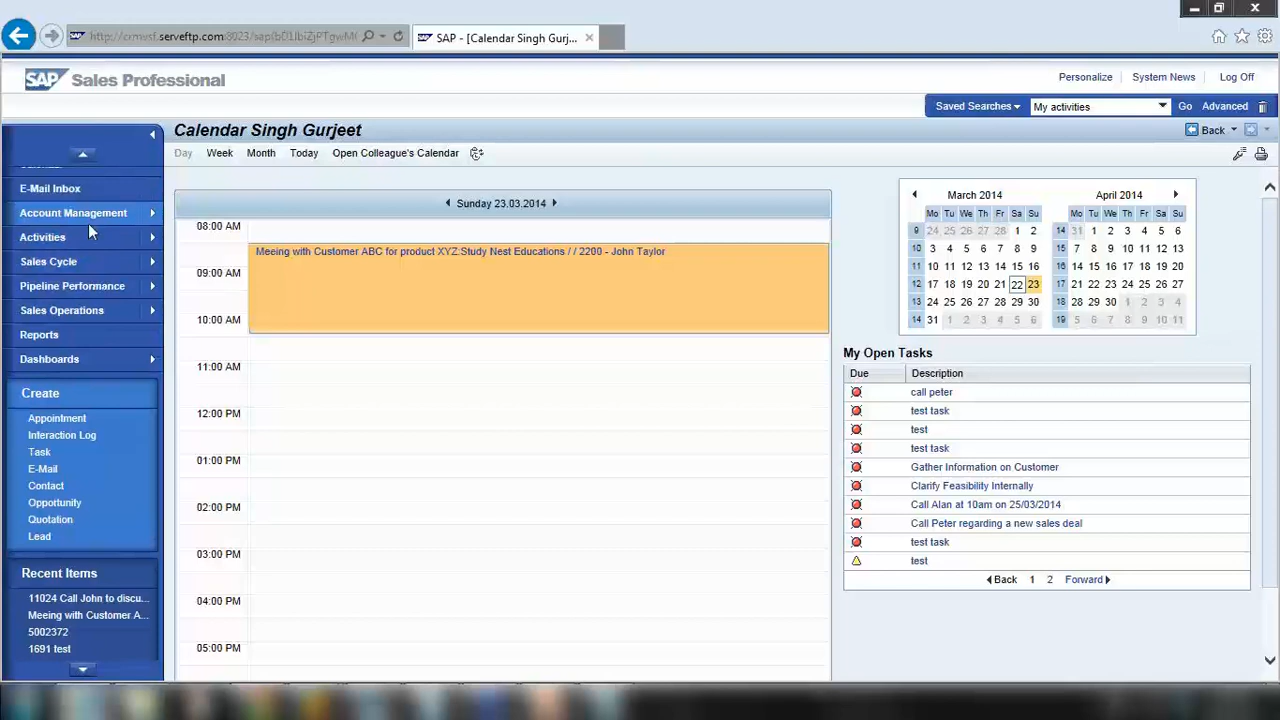 http://crmvsf.serveftp.com:8023/sap(bD1lbiZjPTgwM(
SAP - [Calendar Singh Gurj...
SAP Sales Professional
Personalize System News Log Off
Saved Searches My activities Go Advanced
Calendar Singh Gurjeet
Back
Day Week Month Today Open Colleague's Calendar
E-Mail Inbox
Account Management
Activities
Sales Cycle
Pipeline Performance
Sales Operations
Reports
Dashboards
Create
Appointment
Interaction Log
Task
E-Mail
Contact
Opportunity
Quotation
Lead
Recent Items
11024 Call John to discu...
Meeing with Customer A...
5002372
1691 test
Sunday 23.03.2014
08:00 AM
Meeing with Customer ABC for product XYZ:Study Nest Educations / / 2200 - John Taylor
09:00 AM
10:00 AM
11:00 AM
12:00 PM
01:00 PM
02:00 PM
03:00 PM
04:00 PM
05:00 PM
March 2014
Mo Tu We Th Fr Sa Su
9 24 25 26 27 28 1 2
10 3 4 5 6 7 8 9
11 10 11 12 13 14 15 16
12 17 18 19 20 21 22 23
13 24 25 26 27 28 29 30
14 31 1 2 3 4 5 6
April 2014
Mo Tu We Th Fr Sa Su
14 31 1 2 3 4 5 6
15 7 8 9 10 11 12 13
16 14 15 16 17 18 19 20
17 21 22 23 24 25 26 27
18 28 29 30 1 2 3 4
19 5 6 7 8 9 10 11
My Open Tasks
Due Description
call peter
test task
test
test task
Gather Information on Customer
Clarify Feasibility Internally
Call Alan at 10am on 25/03/2014
Call Peter regarding a new sales deal
test task
test
Back 1 2 Forward